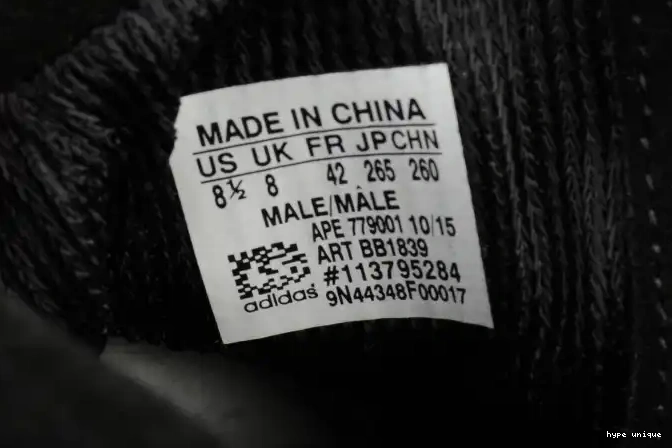 MADE IN CHINA
US UK FR JP CHN
8½ 8 42 265 260
MALE/MÂLE
APE 779001 10/15
ART BB1839
#113795284
adidas 9N44348F00017
hype unique